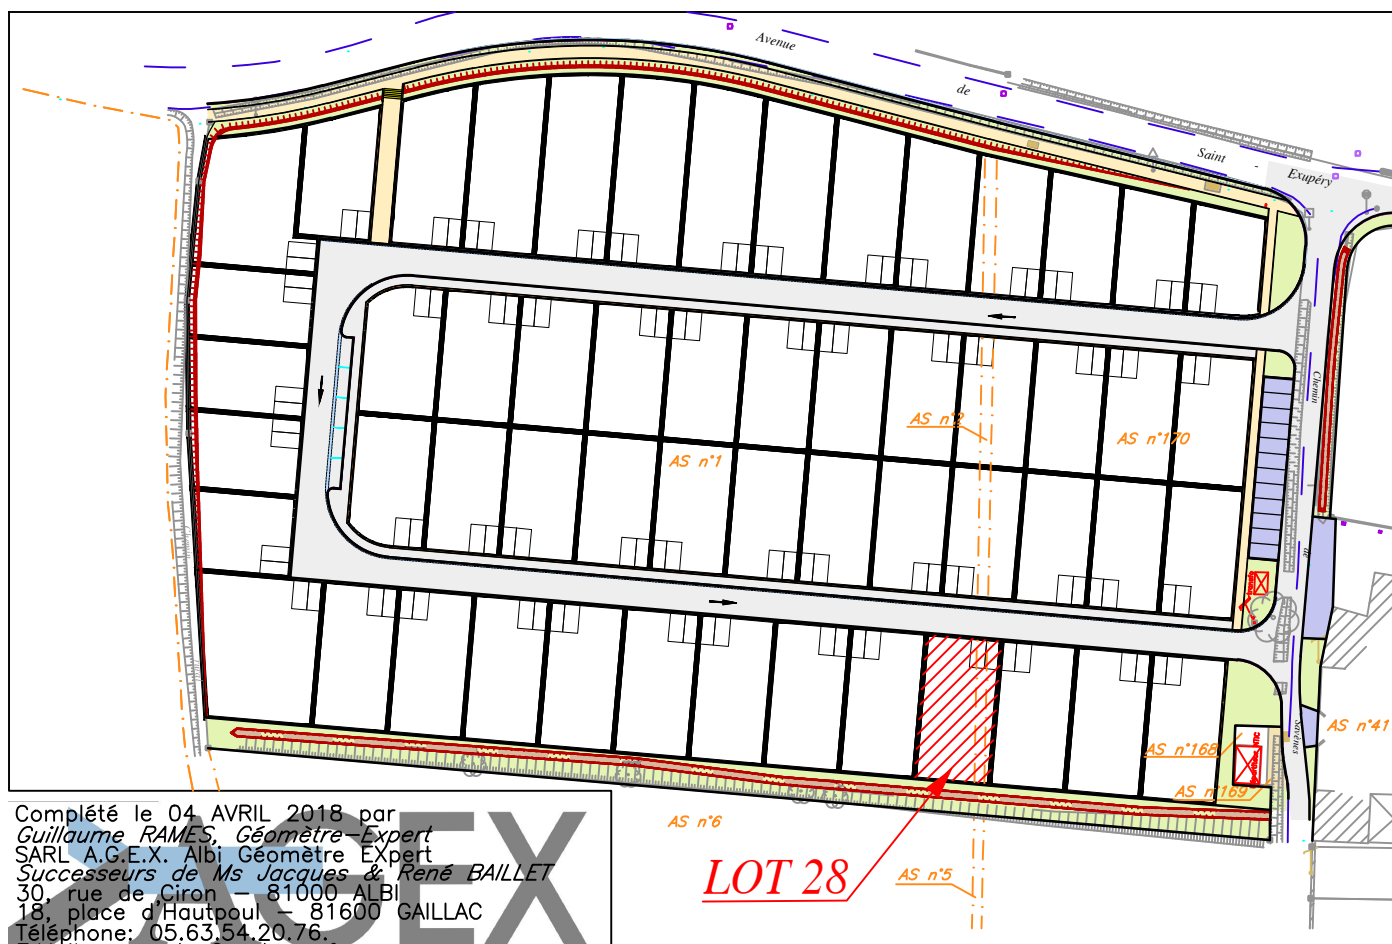 Avenue
de
Saint
-
Exupéry
Chemin
de
Savènes
AS n°2
AS n°170
AS n°1
AS n°41
AS n°168
AS n°169
AS n°6
AS n°5
LOT 28
Complété le 04 AVRIL 2018 par
Guillaume RAMES, Géomètre-Expert
SARL A.G.E.X. Albi Géomètre Expert
Successeurs de Ms Jacques & René BAILLET
30, rue de Ciron - 81000 ALBI
18, place d'Hautpoul - 81600 GAILLAC
Téléphone: 05.63.54.20.76.
AGEX